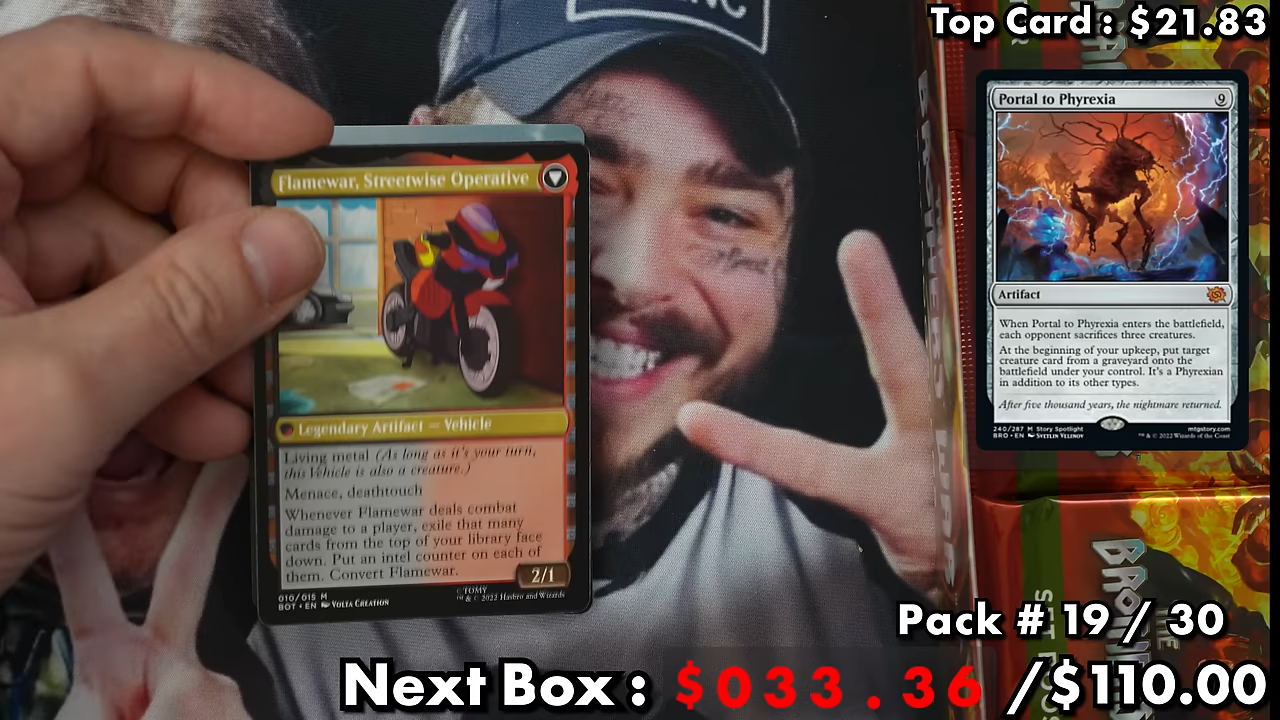 Top Card : $21.83
Portal to Phyrexia 9
Artifact
When Portal to Phyrexia enters the battlefield,
each opponent sacrifices three creatures.
At the beginning of your upkeep, put target
creature card from a graveyard onto the
battlefield under your control. It's a Phyrexian
in addition to its other types.
After five thousand years, the nightmare returned.
240/287 M Story Spotlight
mtgstory.com
BRO • EN Svetlin Velinov
™ & © 2022 Wizards of the Coast
Flamewar, Streetwise Operative
Legendary Artifact — Vehicle
Living metal (As long as it's your turn,
this Vehicle is also a creature.)
Menace, deathtouch
Whenever Flamewar deals combat
damage to a player, exile that many
cards from the top of your library face
down. Put an intel counter on each of
them. Convert Flamewar.
2/1
010/015 M
BOT • EN Volta Creation
© TOMY
™ & © 2022 Hasbro and Wizards
BROTHERS' WAR
THE
SET
Pack # 19 / 30
Next Box : $033.36 /$110.00